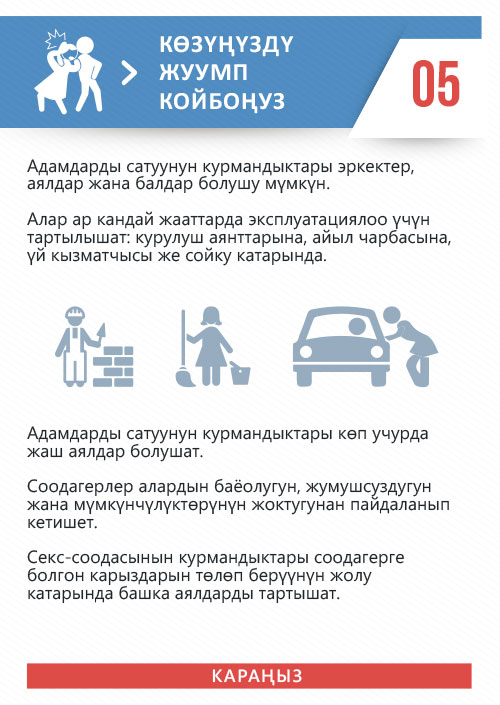 КӨЗҮҢҮЗДҮ
ЖУУМП
КОЙБОҢУЗ
05
Адамдарды сатуунун курмандыктары эркектер,
аялдар жана балдар болушу мүмкүн.
Алар ар кандай жааттарда эксплуатациялоо үчүн
тартылышат: курулуш аянттарына, айыл чарбасына,
үй кызматчысы же сойку катарында.
Адамдарды сатуунун курмандыктары көп учурда
жаш аялдар болушат.
Соодагерлер алардын баёолугун, жумушсуздугун
жана мүмкүнчүлүктөрүнүн жоктугунан пайдаланып
кетишет.
Секс-соодасынын курмандыктары соодагерге
болгон карыздарын төлөп берүүнүн жолу
катарында башка аялдарды тартышат.
КАРАҢЫЗ